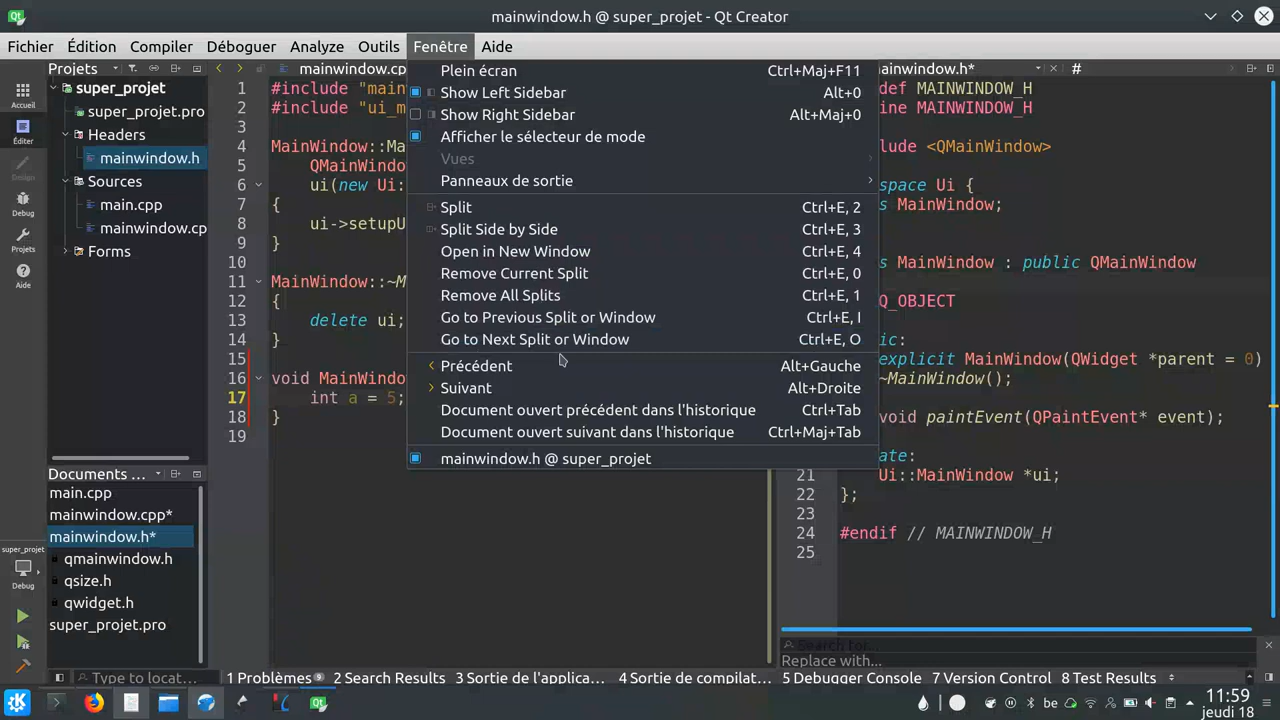 mainwindow.h @ super_projet - Qt Creator
Fichier Édition Compiler Déboguer Analyze Outils Fenêtre Aide
Projets
super_projet
super_projet.pro
Headers
mainwindow.h
Sources
main.cpp
mainwindow.cp
Forms
Accueil
Éditer
Design
Debug
Projets
Aide
super_projet
Debug
Documents ...
main.cpp
mainwindow.cpp*
mainwindow.h*
qmainwindow.h
qsize.h
qwidget.h
super_projet.pro
mainwindow.cp
1 #include "main
2 #include "ui_m
3
4 MainWindow::Ma
5 QMainWindo
6 ui(new Ui:
7 {
8 ui->setupU
9 }
10
11 MainWindow::~M
12 {
13 delete ui;
14 }
15
16 void MainWindo
17 int a = 5;
18 }
19
Plein écran Ctrl+Maj+F11
Show Left Sidebar Alt+0
Show Right Sidebar Alt+Maj+0
Afficher le sélecteur de mode
Vues
Panneaux de sortie
Split Ctrl+E, 2
Split Side by Side Ctrl+E, 3
Open in New Window Ctrl+E, 4
Remove Current Split Ctrl+E, 0
Remove All Splits Ctrl+E, 1
Go to Previous Split or Window Ctrl+E, I
Go to Next Split or Window Ctrl+E, O
Précédent Alt+Gauche
Suivant Alt+Droite
Document ouvert précédent dans l'historique Ctrl+Tab
Document ouvert suivant dans l'historique Ctrl+Maj+Tab
mainwindow.h @ super_projet
ainwindow.h* #
def MAINWINDOW_H
ine MAINWINDOW_H
lude <QMainWindow>
space Ui {
s MainWindow;
s MainWindow : public QMainWindow
Q_OBJECT
ic:
explicit MainWindow(QWidget *parent = 0)
~MainWindow();
void paintEvent(QPaintEvent* event);
ate:
21 Ui::MainWindow *ui;
22 };
23
24 #endif // MAINWINDOW_H
25
Search for...
Replace with...
Type to locat...
1 Problèmes 9 2 Search Results 3 Sortie de l'applica... 4 Sortie de compilat... 5 Debugger Console 7 Version Control 8 Test Results
be
11:59
jeudi 18